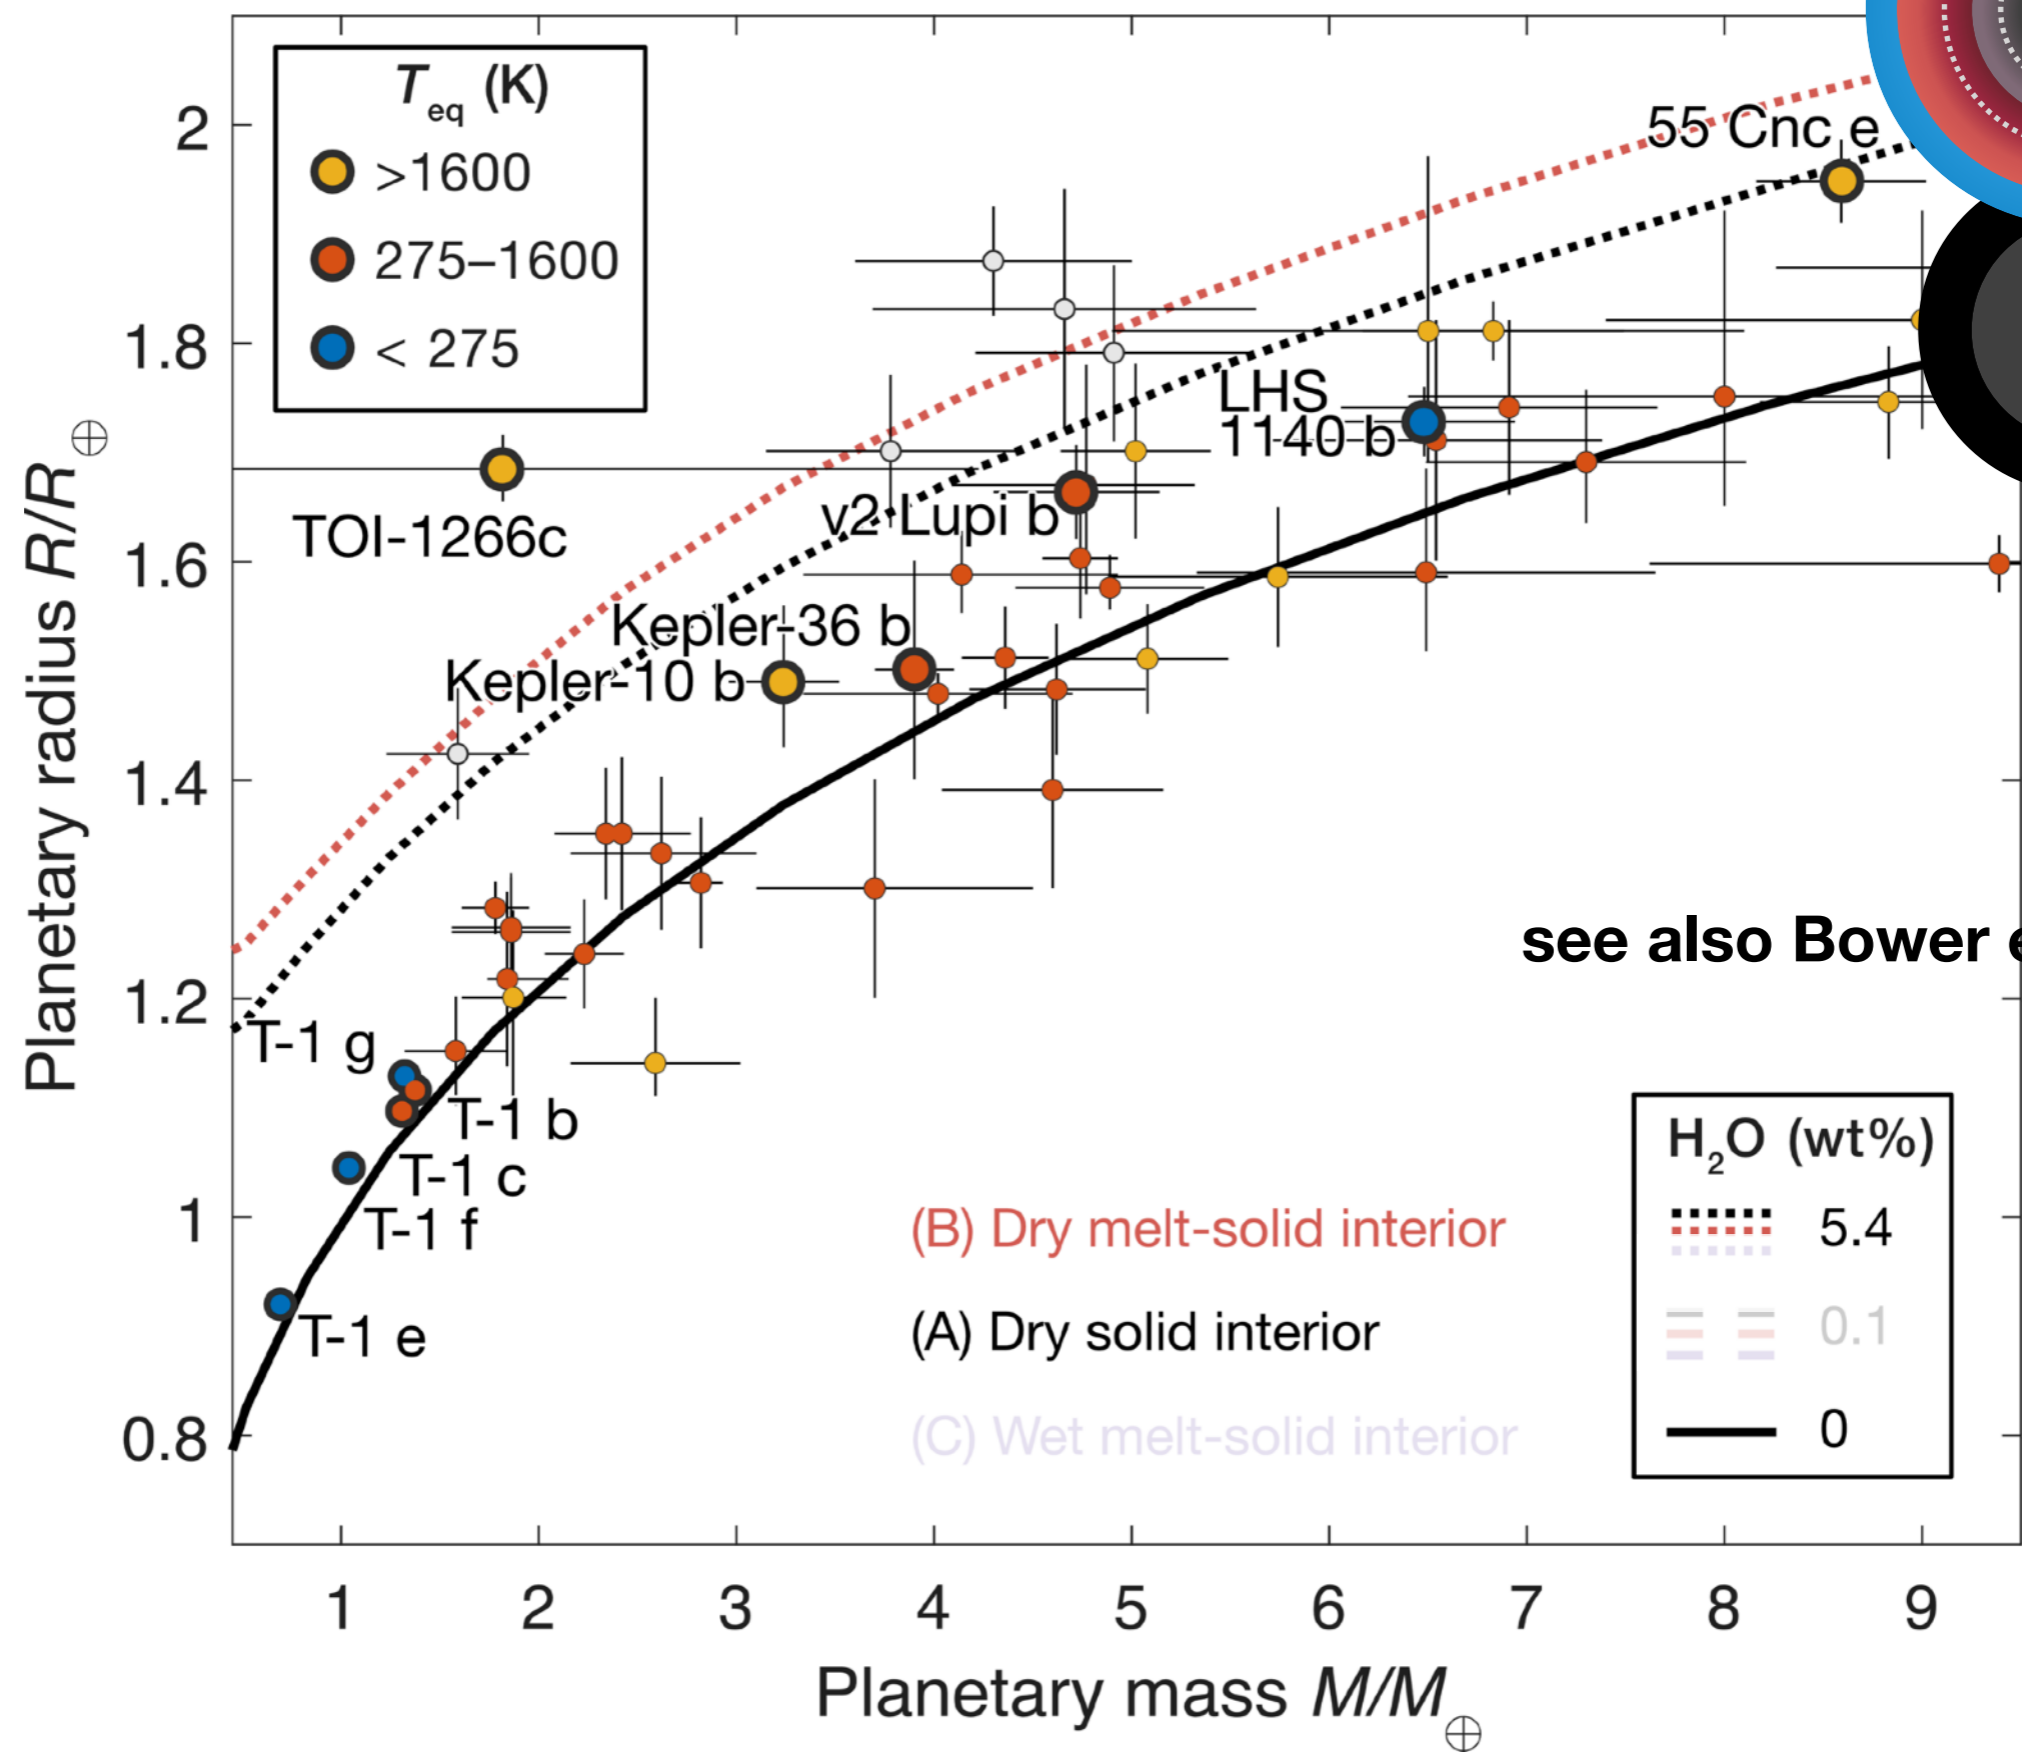 T eq (K)
>1600
275–1600
< 275
2
1.8
1.6
1.4
1.2
1
0.8
Planetary radius R/R⊕
55 Cnc e
LHS
1140 b
TOI-1266c
v2 Lupi b
Kepler-36 b
Kepler-10 b
T-1 g
T-1 b
T-1 c
T-1 f
T-1 e
see also Bower
(B) Dry melt-solid interior
(A) Dry solid interior
(C) Wet melt-solid interior
H2O (wt%)
5.4
0.1
0
1 2 3 4 5 6 7 8 9
Planetary mass M/M⊕